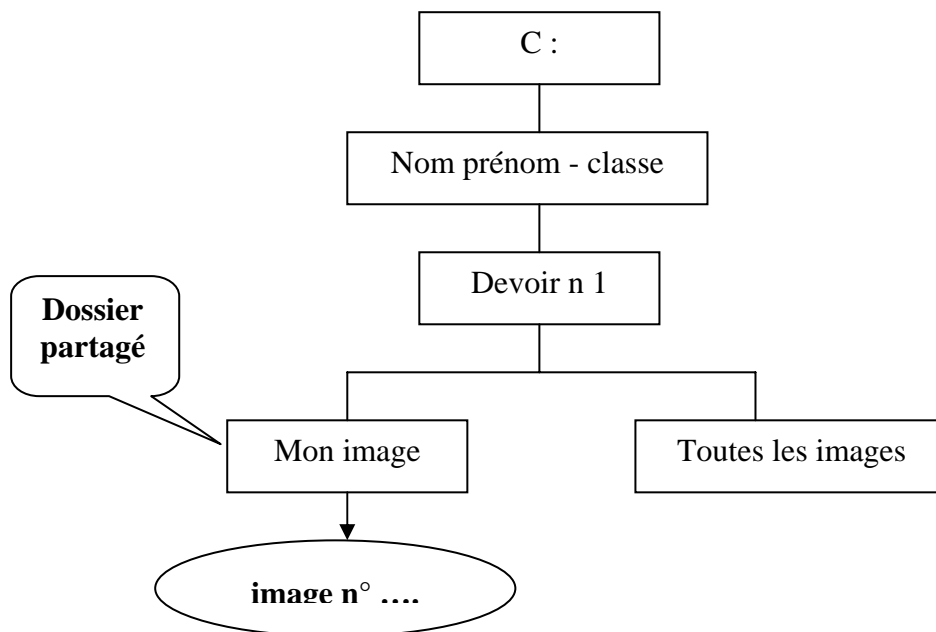 C :
Nom prénom - classe
Devoir n 1
Dossier
partagé
Mon image
Toutes les images
image n° ….